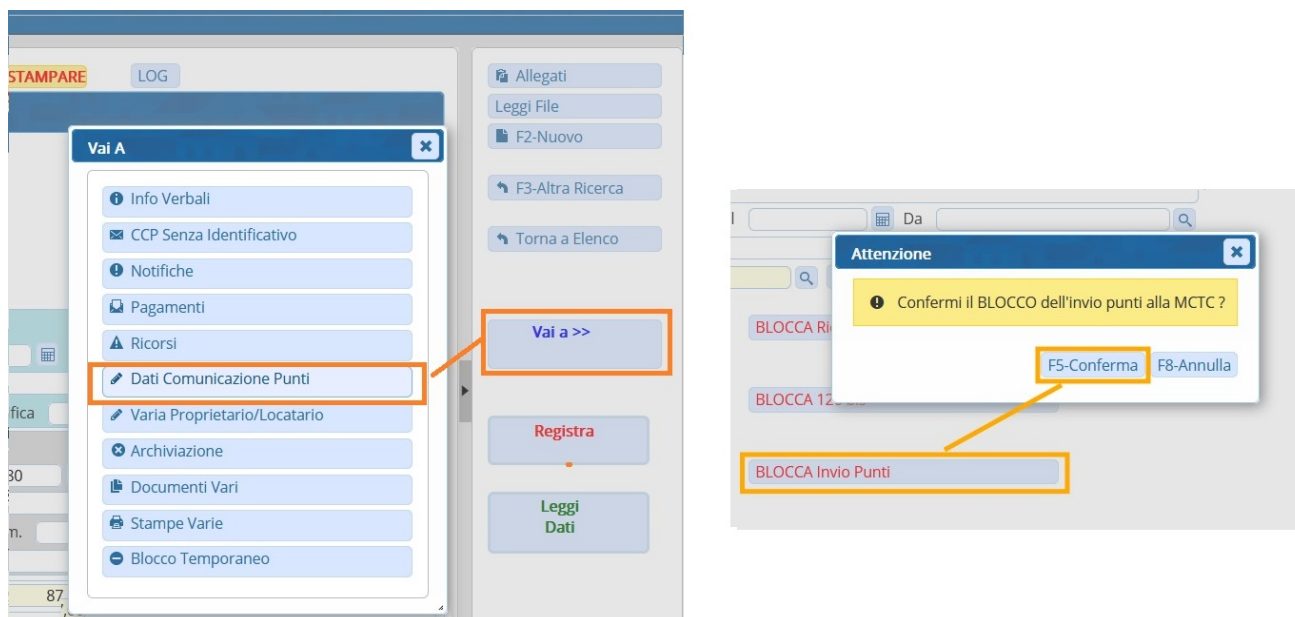 STAMPARE
LOG
Vai A
Info Verbali
CCP Senza Identificativo
Notifiche
Pagamenti
Ricorsi
Dati Comunicazione Punti
Varia Proprietario/Locatario
Archiviazione
Documenti Vari
Stampe Varie
Blocco Temporaneo
fica
30
m.
87,
Allegati
Leggi File
F2-Nuovo
F3-Altra Ricerca
Torna a Elenco
Vai a >>
Registra
Leggi
Dati
Da
Attenzione
Confermi il BLOCCO dell'invio punti alla MCTC ?
F5-Conferma
F8-Annulla
BLOCCA Ri
BLOCCA 12
BLOCCA Invio Punti